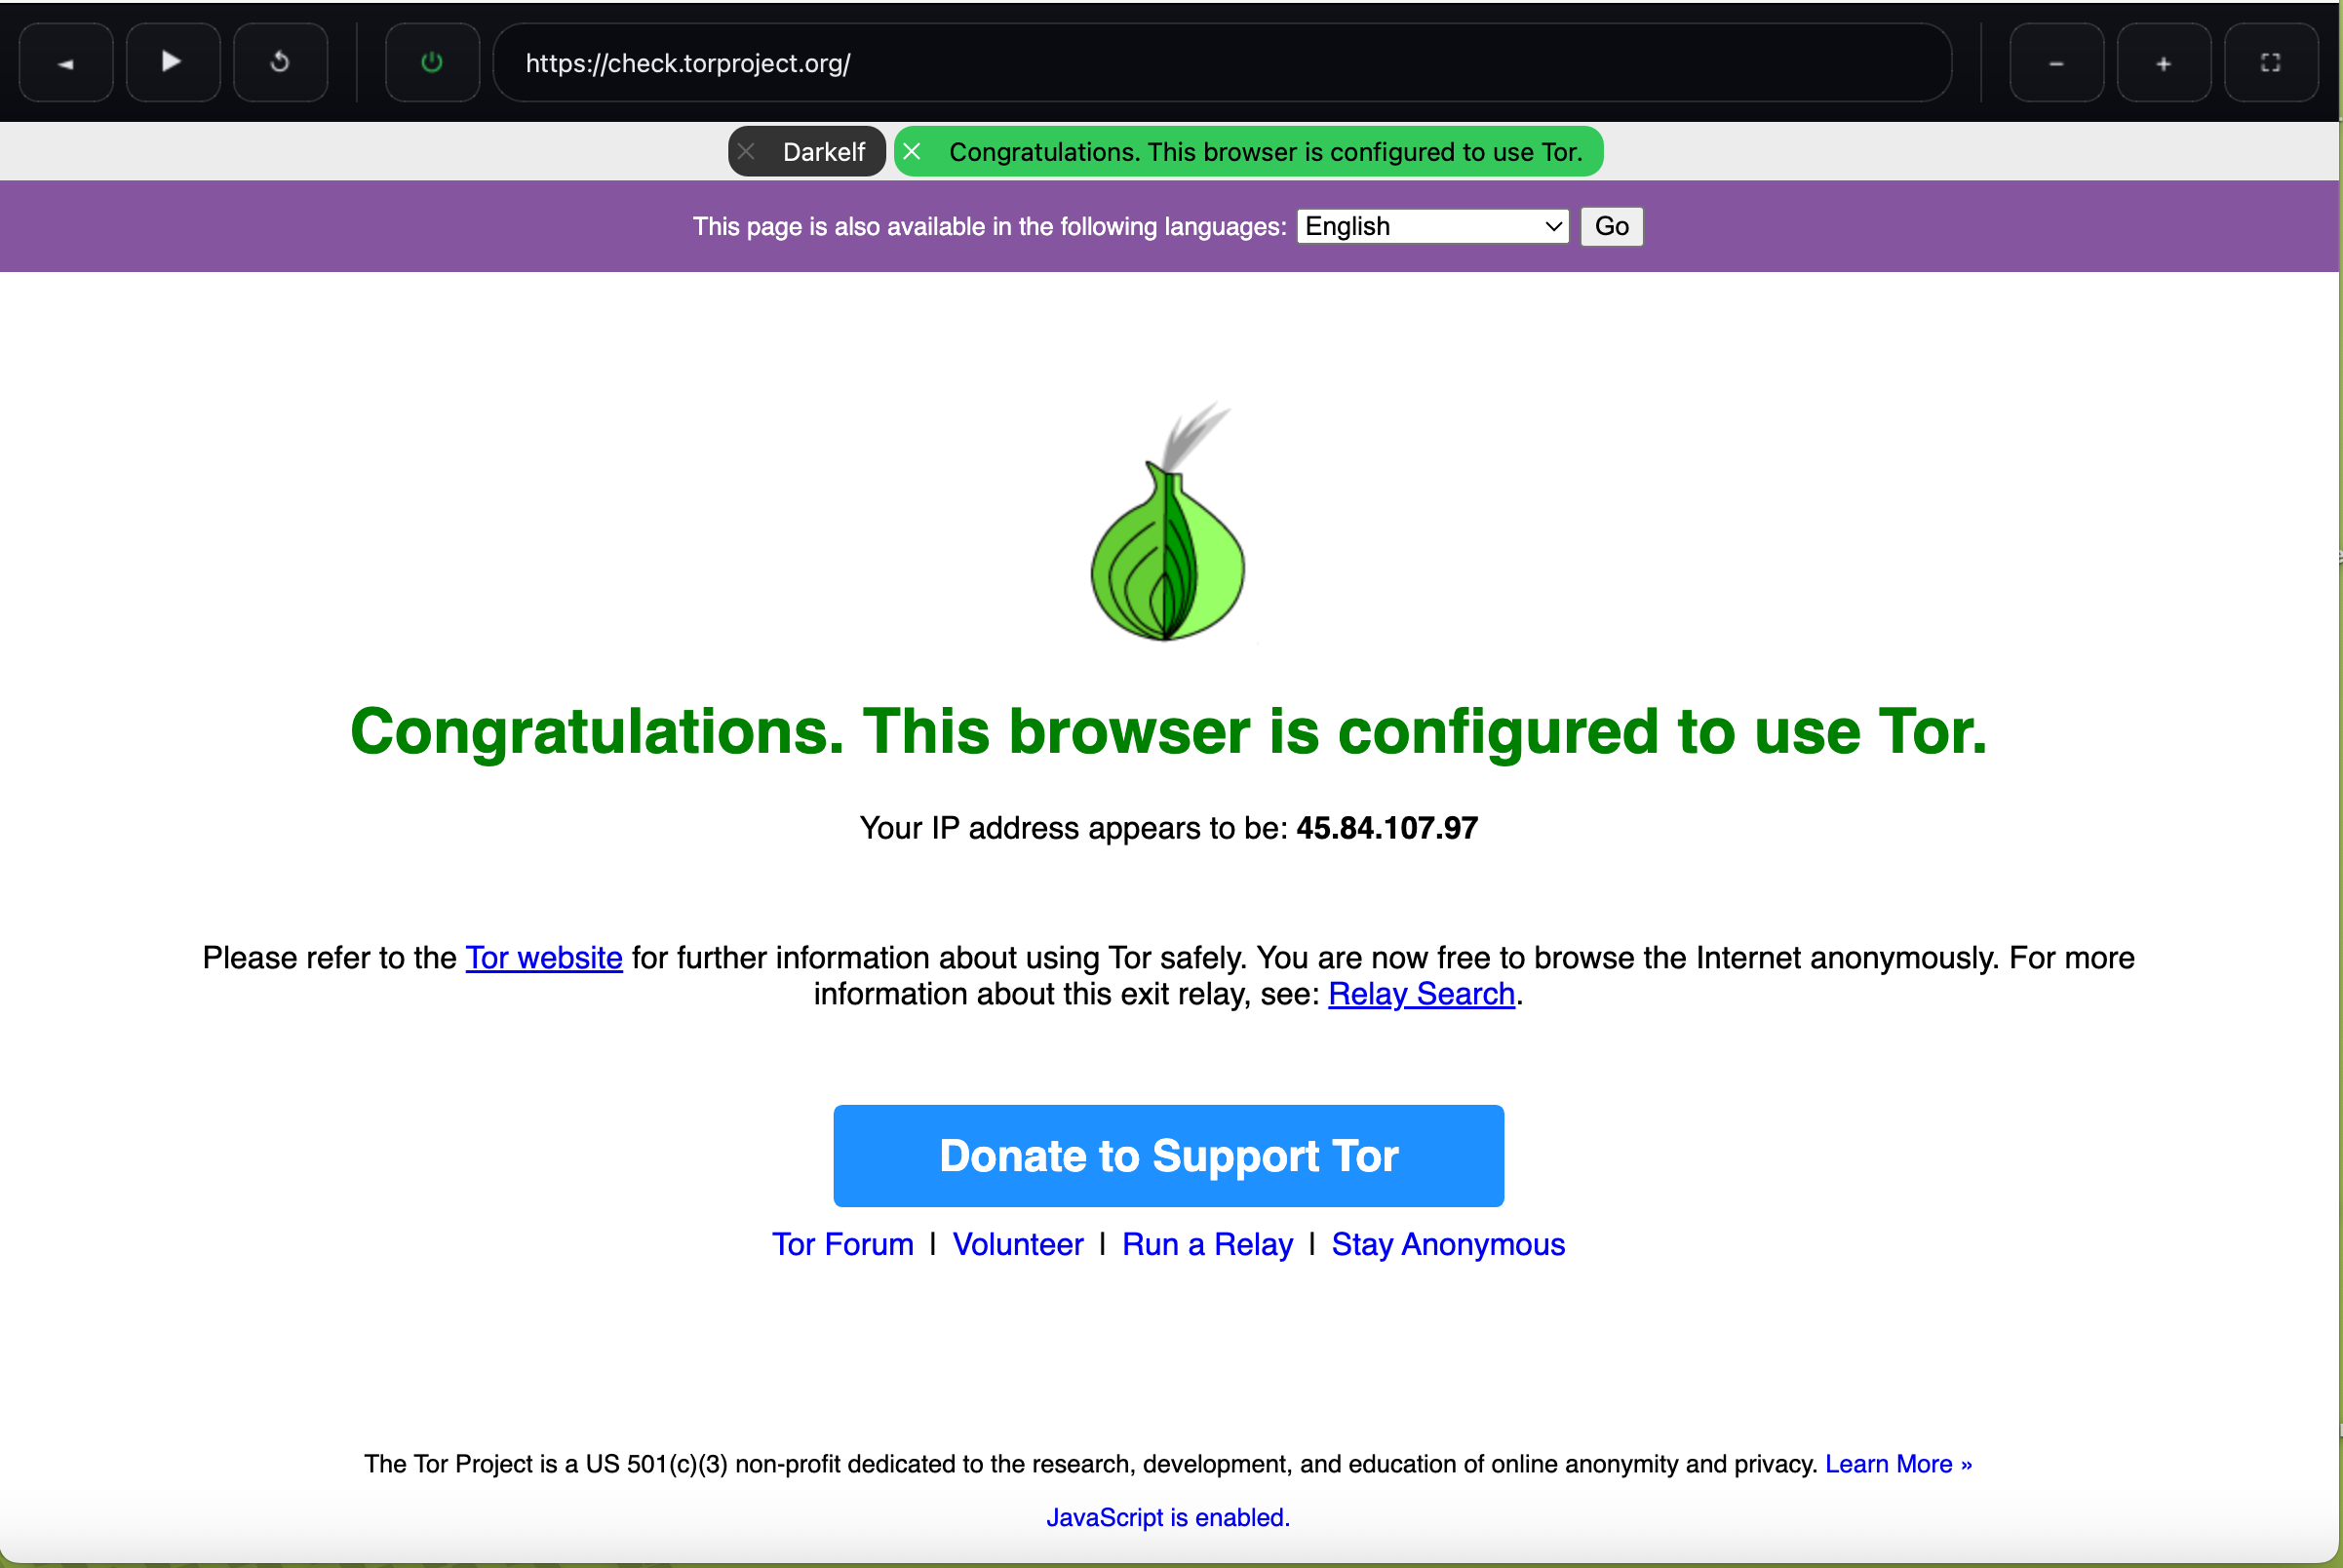 https://check.torproject.org/
Darkelf
Congratulations. This browser is configured to use Tor.
This page is also available in the following languages: English Go
Congratulations. This browser is configured to use Tor.
Your IP address appears to be: 45.84.107.97
Please refer to the Tor website for further information about using Tor safely. You are now free to browse the Internet anonymously. For more
information about this exit relay, see: Relay Search.
Donate to Support Tor
Tor Forum | Volunteer | Run a Relay | Stay Anonymous
The Tor Project is a US 501(c)(3) non-profit dedicated to the research, development, and education of online anonymity and privacy. Learn More »
JavaScript is enabled.